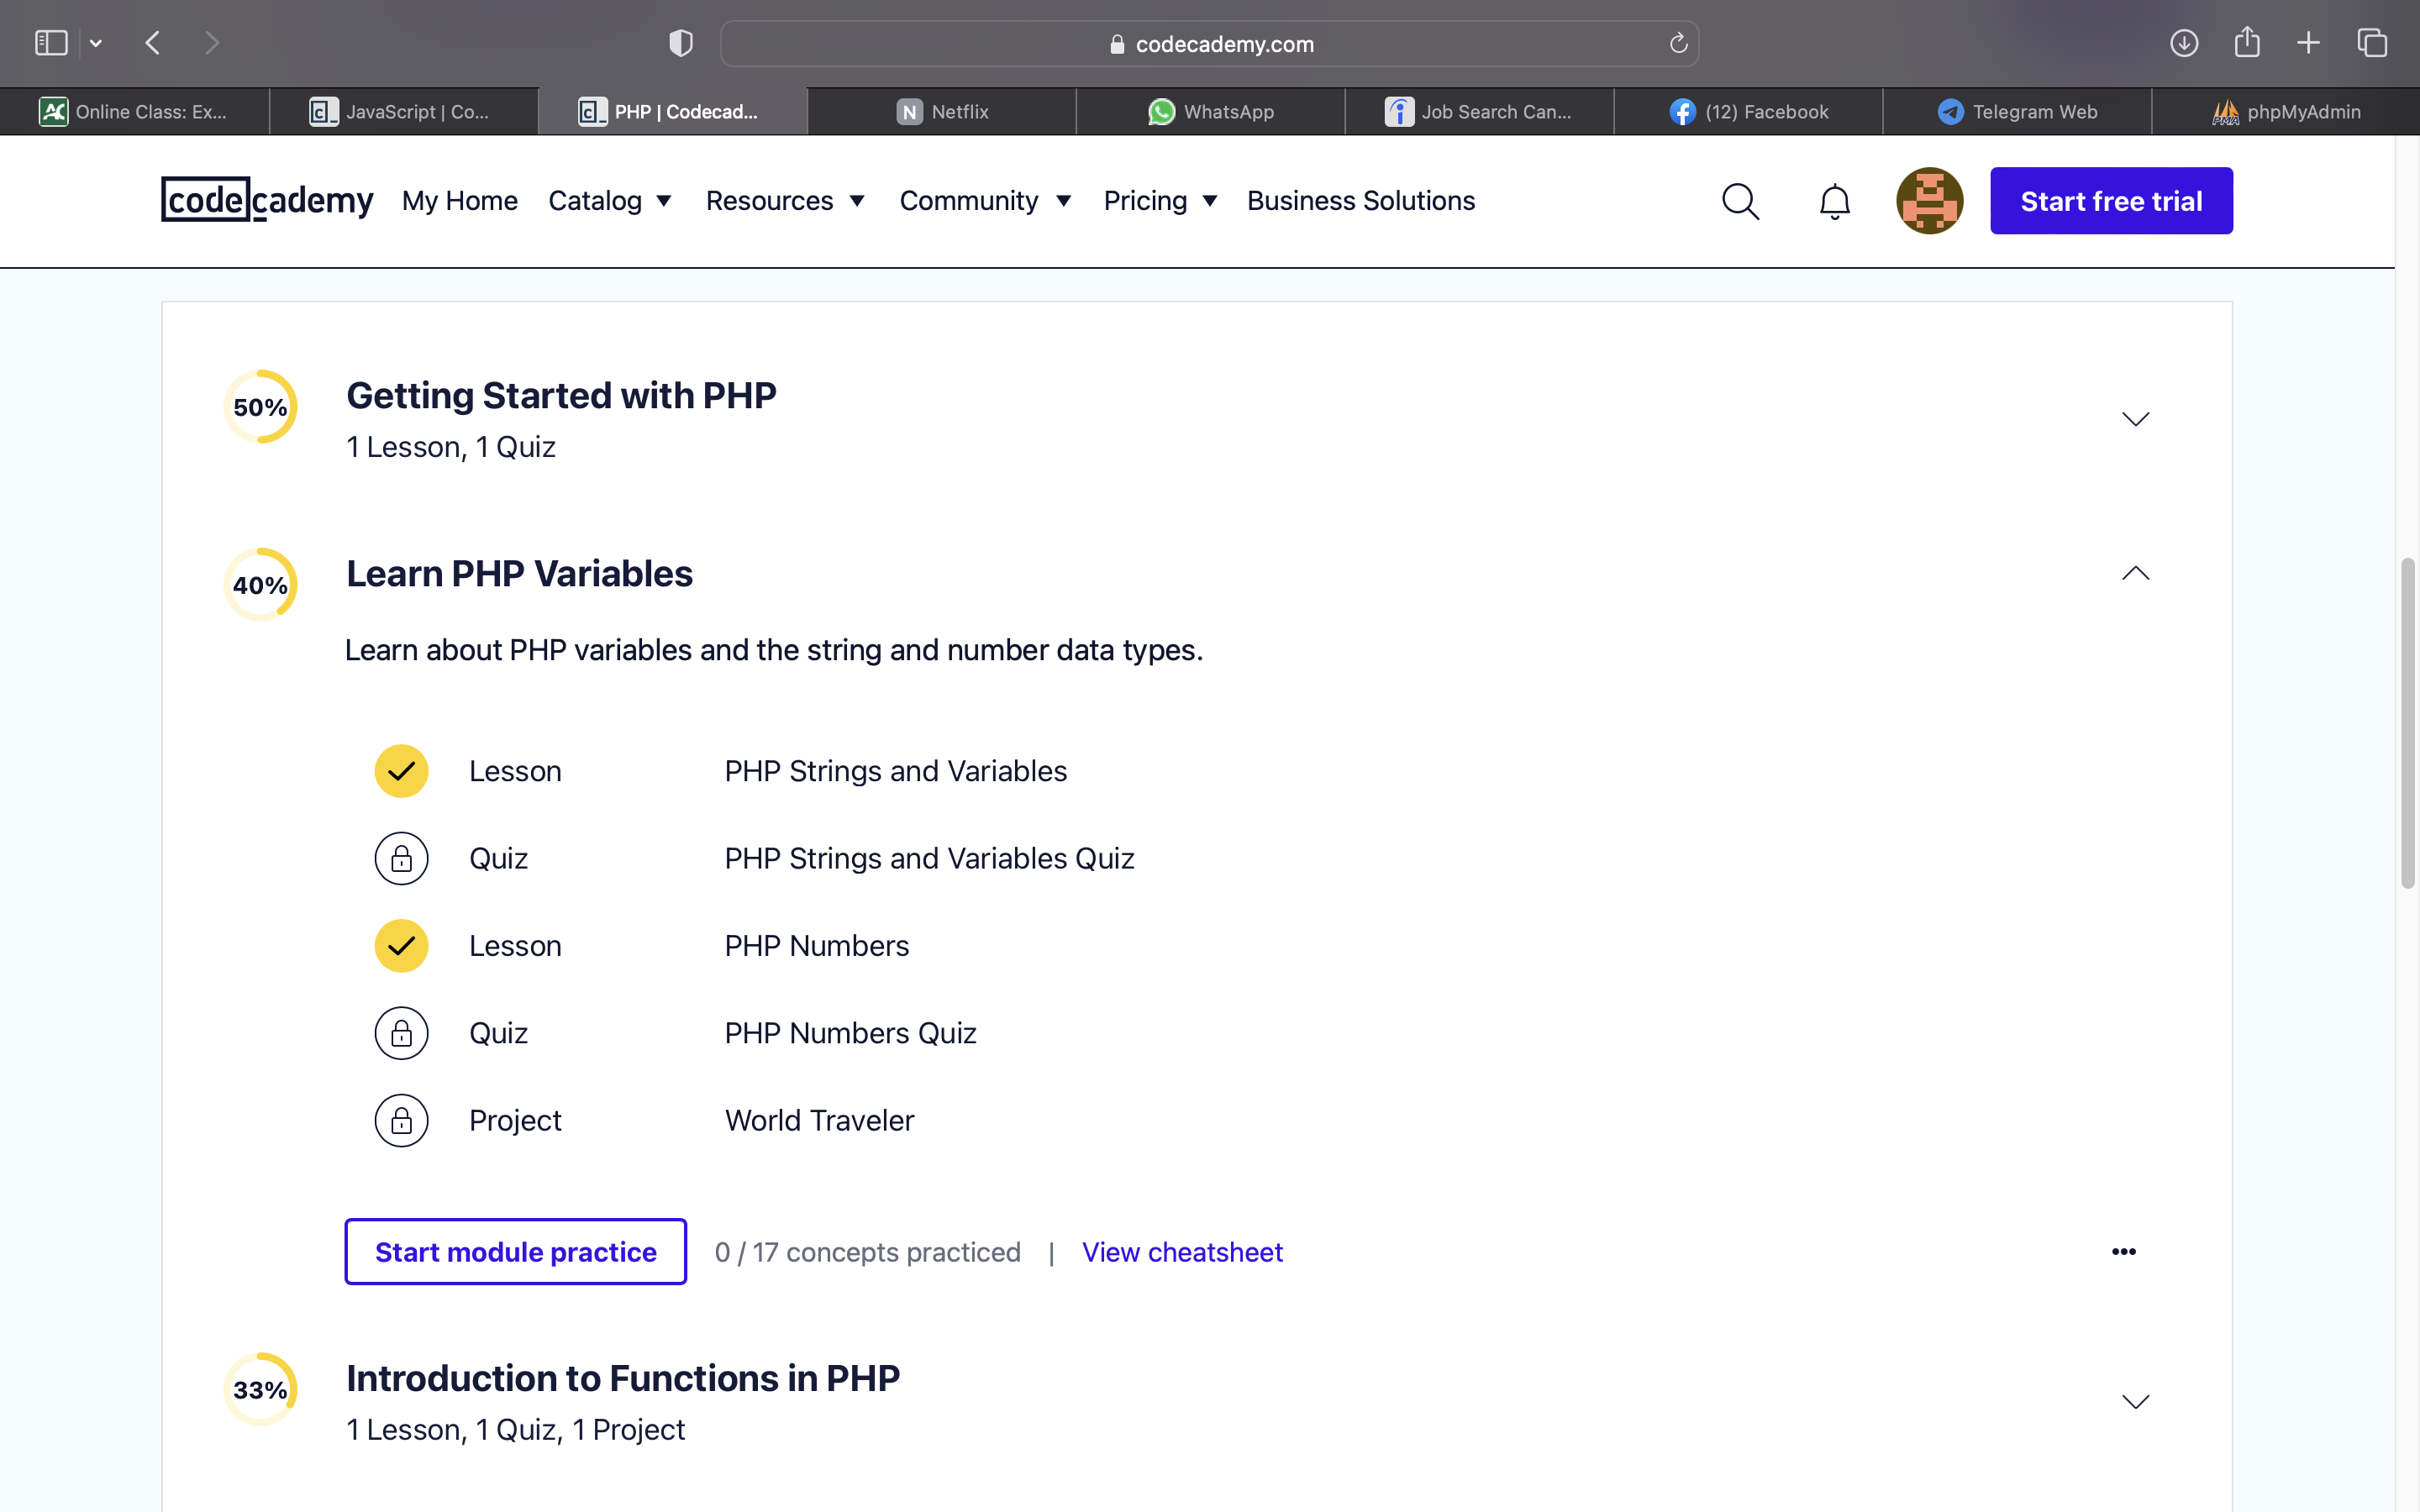 codecademy.com
Online Class: Ex...
JavaScript | Co...
PHP | Codecad...
N Netflix
WhatsApp
Job Search Can...
(12) Facebook
Telegram Web
phpMyAdmin
codecademy My Home Catalog Resources Community Pricing Business Solutions Start free trial
50% Getting Started with PHP
1 Lesson, 1 Quiz
40% Learn PHP Variables
Learn about PHP variables and the string and number data types.
Lesson PHP Strings and Variables
Quiz PHP Strings and Variables Quiz
Lesson PHP Numbers
Quiz PHP Numbers Quiz
Project World Traveler
Start module practice 0 / 17 concepts practiced | View cheatsheet
33% Introduction to Functions in PHP
1 Lesson, 1 Quiz, 1 Project